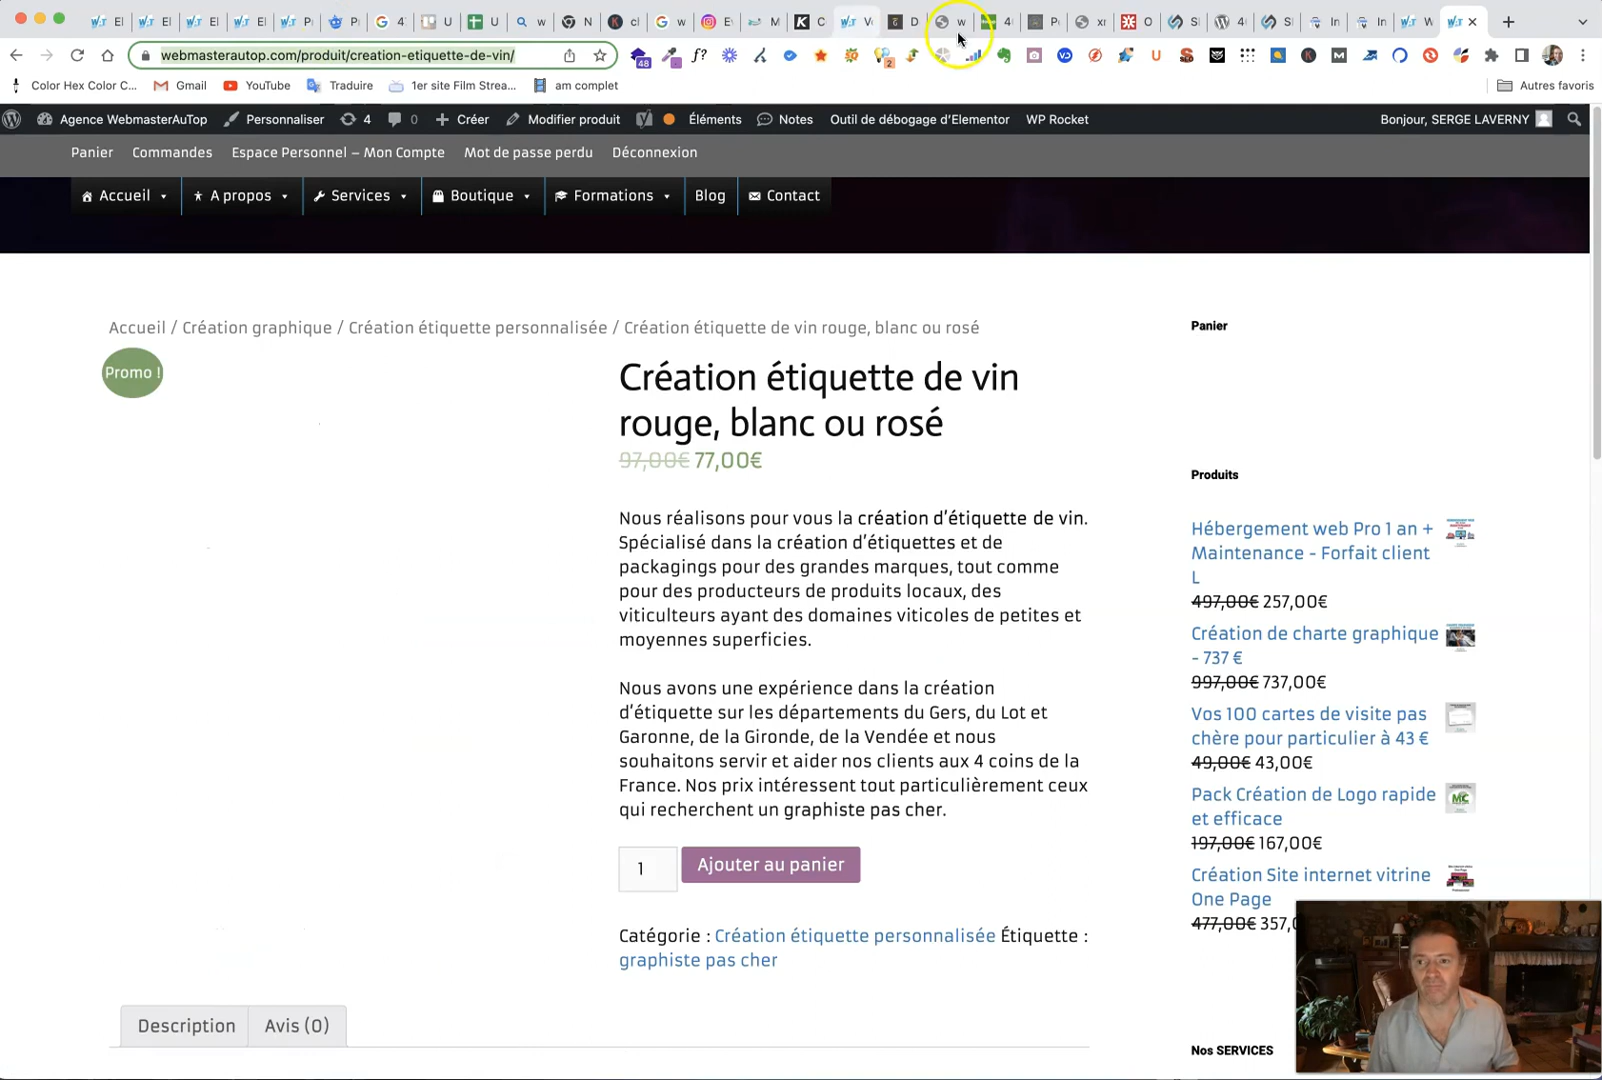 El
El
El
El
P
P
4
U
U
w
N
cl
w
E
M
C
V
D
w
4
P
xr
O
S
4
S
In
In
W
webmasterautop.com/produit/creation-etiquette-de-vin/
Color Hex Color C...
Gmail
YouTube
Traduire
1er site Film Strea...
am complet
Autres favoris
Agence WebmasterAuTop
Personnaliser
4
0
Créer
Modifier produit
Éléments
Notes
Outil de débogage d'Elementor
WP Rocket
Bonjour, SERGE LAVERNY
Panier
Commandes
Espace Personnel – Mon Compte
Mot de passe perdu
Déconnexion
Accueil
A propos
Services
Boutique
Formations
Blog
Contact
Accueil / Création graphique / Création étiquette personnalisée / Création étiquette de vin rouge, blanc ou rosé
Promo !
Création étiquette de vin
rouge, blanc ou rosé
97,00€ 77,00€
Nous réalisons pour vous la création d'étiquette de vin.
Spécialisé dans la création d'étiquettes et de
packagings pour des grandes marques, tout comme
pour des producteurs de produits locaux, des
viticulteurs ayant des domaines viticoles de petites et
moyennes superficies.
Nous avons une expérience dans la création
d'étiquette sur les départements du Gers, du Lot et
Garonne, de la Gironde, de la Vendée et nous
souhaitons servir et aider nos clients aux 4 coins de la
France. Nos prix intéressent tout particulièrement ceux
qui recherchent un graphiste pas cher.
1
Ajouter au panier
Catégorie : Création étiquette personnalisée Étiquette :
graphiste pas cher
Description
Avis (0)
Panier
Produits
Hébergement web Pro 1 an +
Maintenance - Forfait client
L
497,00€ 257,00€
Création de charte graphique
- 737 €
997,00€ 737,00€
Vos 100 cartes de visite pas
chère pour particulier à 43 €
49,00€ 43,00€
Pack Création de Logo rapide
et efficace
197,00€ 167,00€
Création Site internet vitrine
One Page
477,00€ 357,0
Nos SERVICES